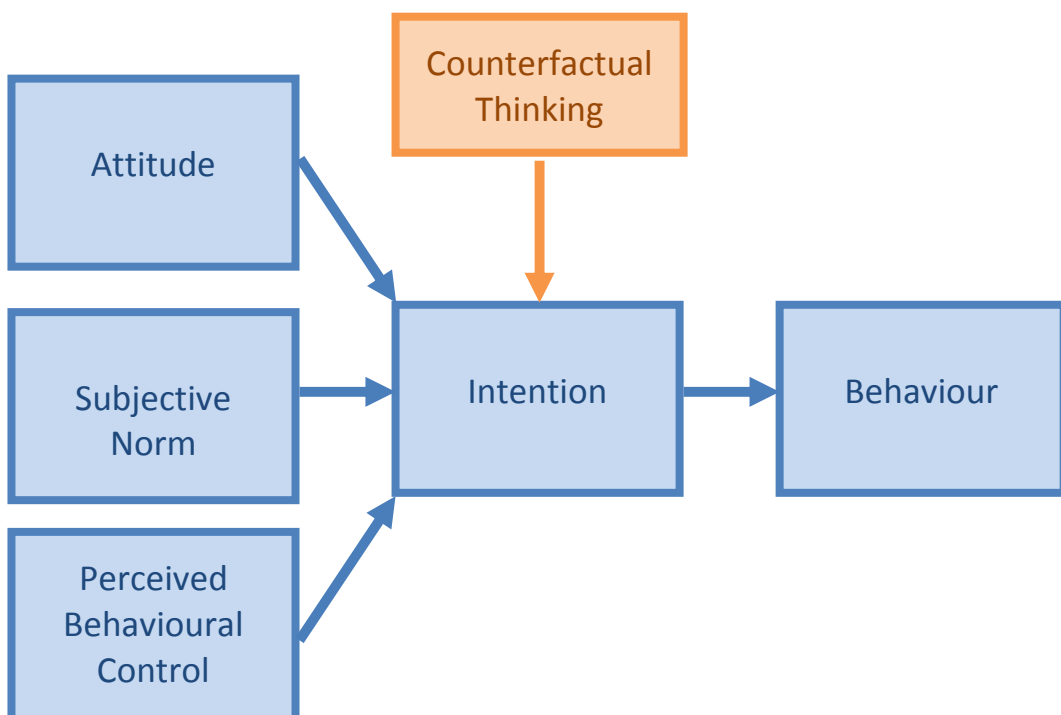 Counterfactual
Thinking
Attitude
Subjective
Norm
Intention
Behaviour
Perceived
Behavioural
Control